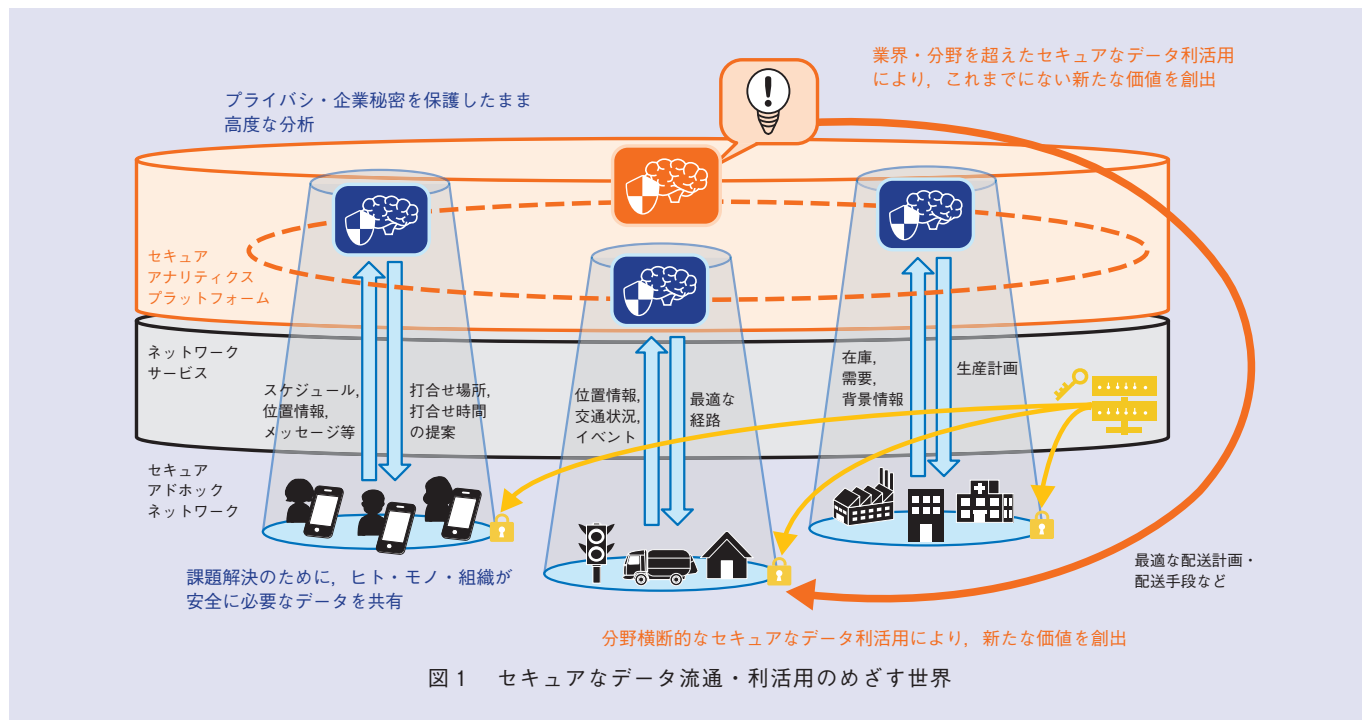 業界・分野を超えたセキュアなデータ利活用
により，これまでにない新たな価値を創出
プライバシ・企業秘密を保護したまま
高度な分析
セキュア
アナリティクス
プラットフォーム
ネットワーク
サービス
スケジュール，
位置情報，
メッセージ等
打合せ場所，
打合せ時間
の提案
位置情報，
交通状況，
イベント
最適な
経路
在庫，
需要，
背景情報
生産計画
セキュア
アドホック
ネットワーク
課題解決のために，ヒト・モノ・組織が
安全に必要なデータを共有
最適な配送計画・
配送手段など
分野横断的なセキュアなデータ利活用により，新たな価値を創出
図1　セキュアなデータ流通・利活用のめざす世界